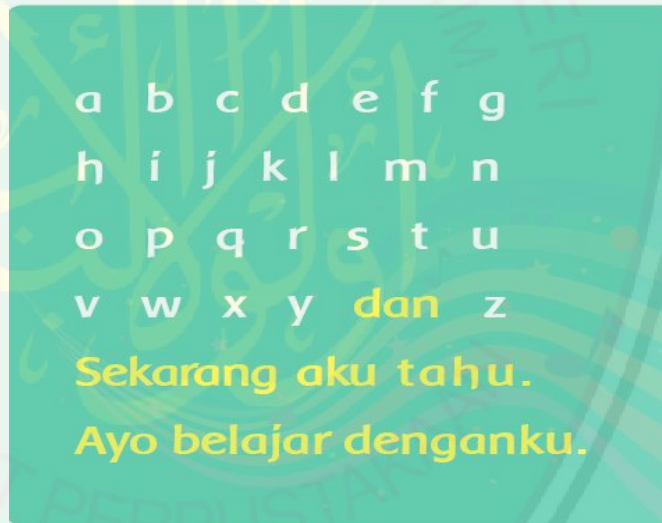 a b c d e f g
h i j k l m n
o p q r s t u
v w x y dan z
Sekarang aku tahu.
Ayo belajar denganku.